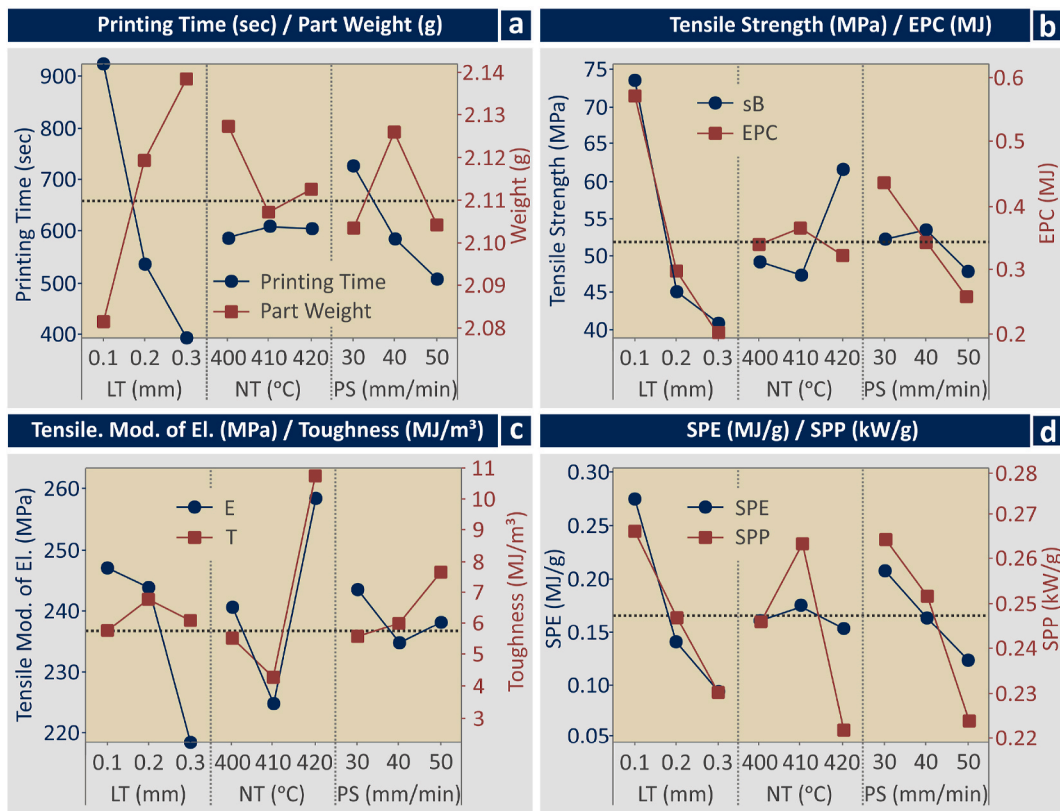 Printing Time (sec) / Part Weight (g)
a
900
800
700
600
500
400
Printing Time (sec)
2.14
2.13
2.12
2.11
2.10
2.09
2.08
Weight (g)
Printing Time
Part Weight
0.1 0.2 0.3 400 410 420 30 40 50
LT (mm) NT (°C) PS (mm/min)
Tensile Strength (MPa) / EPC (MJ)
b
75
70
65
60
55
50
45
40
Tensile Strength (MPa)
0.6
0.5
0.4
0.3
0.2
EPC (MJ)
sB
EPC
0.1 0.2 0.3 400 410 420 30 40 50
LT (mm) NT (°C) PS (mm/min)
Tensile. Mod. of El. (MPa) / Toughness (MJ/m³)
c
260
250
240
230
220
Tensile Mod. of El. (MPa)
11
10
9
8
7
6
5
4
3
Toughness (MJ/m³)
E
T
0.1 0.2 0.3 400 410 420 30 40 50
LT (mm) NT (°C) PS (mm/min)
SPE (MJ/g) / SPP (kW/g)
d
0.30
0.25
0.20
0.15
0.10
0.05
SPE (MJ/g)
0.28
0.27
0.26
0.25
0.24
0.23
0.22
SPP (kW/g)
SPE
SPP
0.1 0.2 0.3 400 410 420 30 40 50
LT (mm) NT (°C) PS (mm/min)